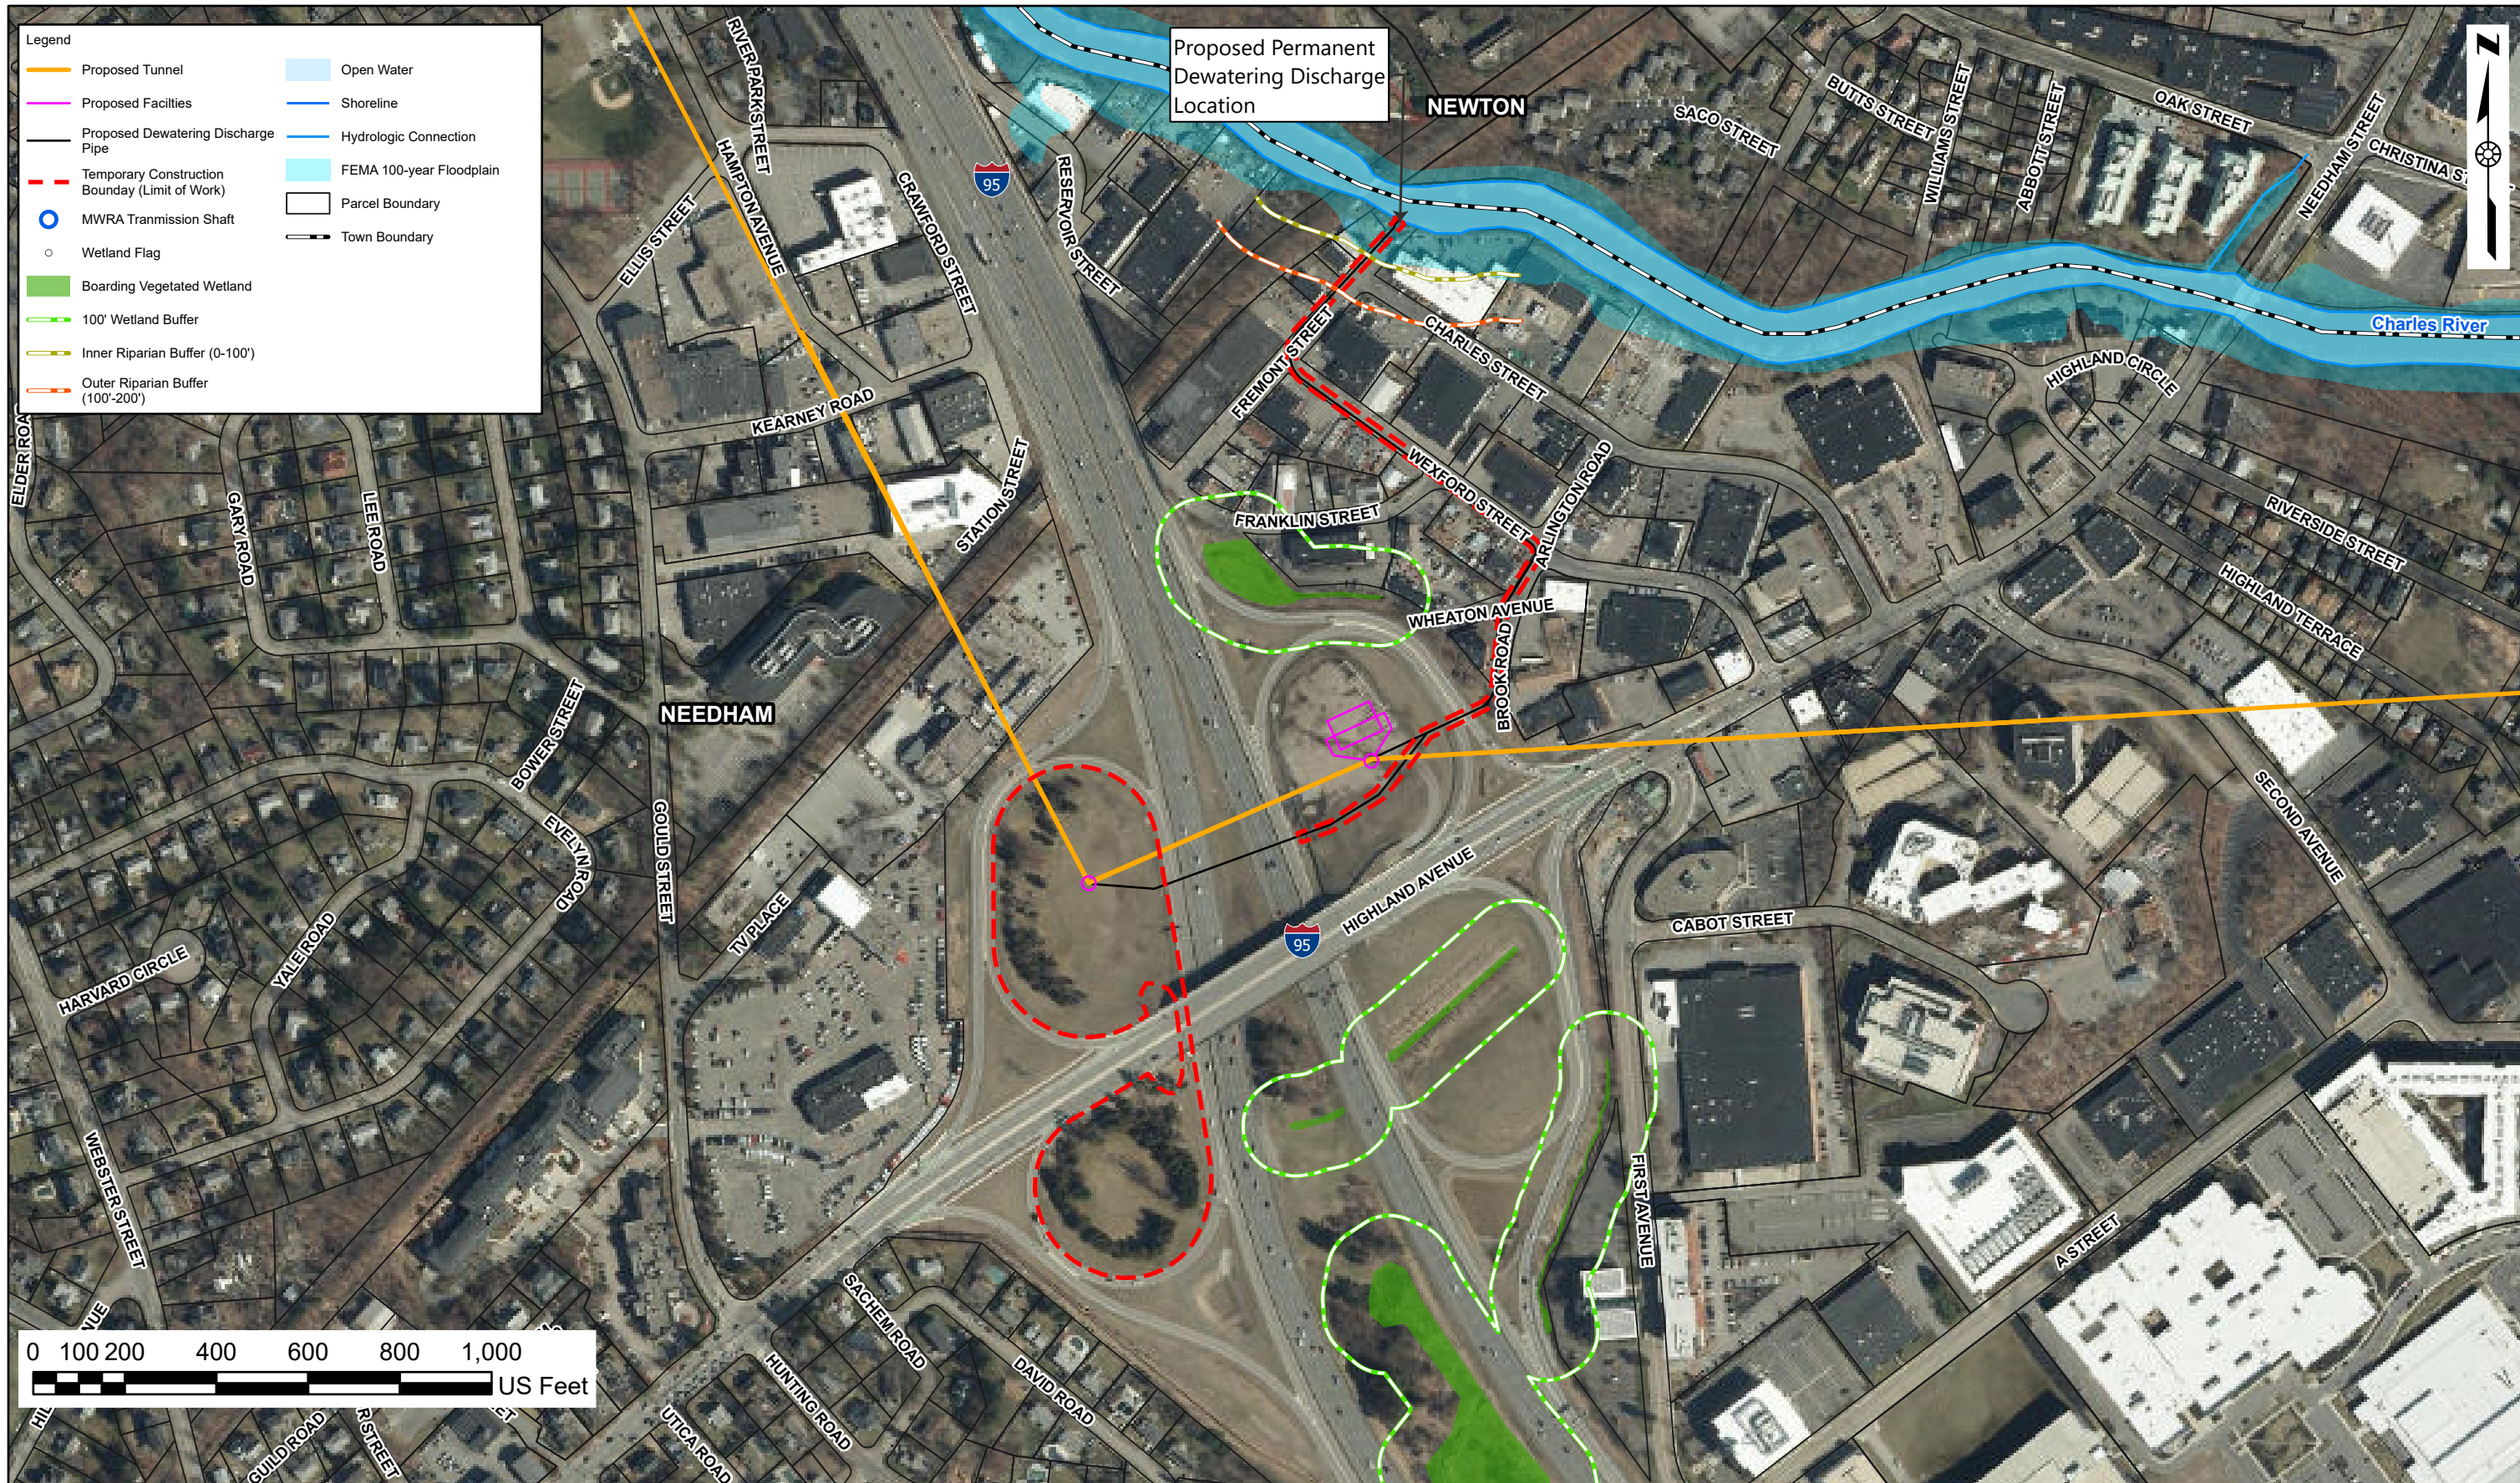 Legend
Proposed Tunnel
Proposed Facilties
Proposed Dewatering Discharge
Pipe
Temporary Construction
Bounday (Limit of Work)
MWRA Tranmission Shaft
Wetland Flag
Boarding Vegetated Wetland
100' Wetland Buffer
Inner Riparian Buffer (0-100')
Outer Riparian Buffer
(100'-200')
Open Water
Shoreline
Hydrologic Connection
FEMA 100-year Floodplain
Parcel Boundary
Town Boundary
Proposed Permanent
Dewatering Discharge
Location
NEWTON
N
RIVER PARK STREET
HAMPTON AVENUE
ELLIS STREET
CRAWFORD STREET
95
RESERVOIR STREET
SACO STREET
BUTTS STREET
WILLIAMS STREET
ABBOTT STREET
OAK STREET
NEEDHAM STREET
CHRISTINA
Charles River
HIGHLAND CIRCLE
CHARLES STREET
FREMONT STREET
KEARNEY ROAD
STATION STREET
GARY ROAD
LEE ROAD
WEXFORD STREET
ARLINGTON ROAD
FRANKLIN STREET
WHEATON AVENUE
BROOK ROAD
RIVERSIDE STREET
HIGHLAND TERRACE
NEEDHAM
BOWER STREET
EVELYN ROAD
GOULD STREET
TV PLACE
HARVARD CIRCLE
YALE ROAD
HIGHLAND AVENUE
95
CABOT STREET
SECOND AVENUE
FIRST AVENUE
A STREET
WEBSTER STREET
SACHEM ROAD
HUNTING ROAD
DAVID ROAD
UTICA ROAD
GUILD ROAD
0 100 200 400 600 800 1,000
US Feet